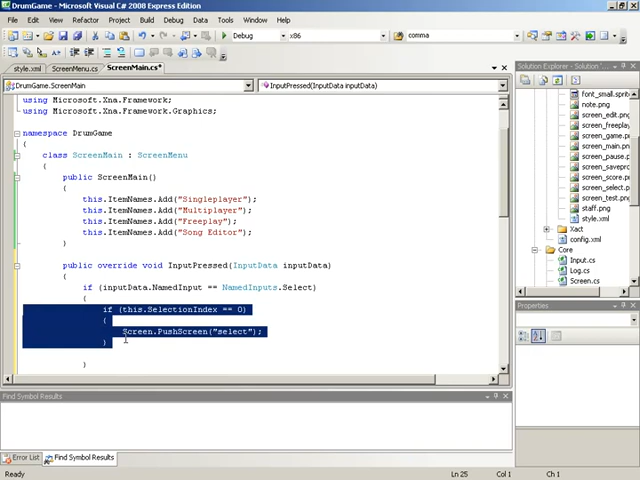 DrumGame - Microsoft Visual C# 2008 Express Edition
File Edit View Refactor Project Build Debug Data Tools Window Help
Debug x86 comma
style.xml ScreenMenu.cs ScreenMain.cs*
DrumGame.ScreenMain InputPressed(InputData inputData)
using Microsoft.Xna.Framework;
using Microsoft.Xna.Framework.Graphics;
namespace DrumGame
{
class ScreenMain : ScreenMenu
{
public ScreenMain()
{
this.ItemNames.Add("Singleplayer");
this.ItemNames.Add("Multiplayer");
this.ItemNames.Add("Freeplay");
this.ItemNames.Add("Song Editor");
}
public override void InputPressed(InputData inputData)
{
if (inputData.NamedInput == NamedInputs.Select)
{
if (this.SelectionIndex == 0)
{
Screen.PushScreen("select");
}
}
Solution Explorer - Solution
font_small.sprite
note.png
screen_edit.png
screen_freeplay
screen_game.p
screen_main.pn
screen_pause.p
screen_savega
screen_score.p
screen_select.p
screen_test.pn
staff.png
style.xml
Xact
config.xml
Core
Input.cs
Log.cs
Screen.cs
Properties
Find Symbol Results
Error List Find Symbol Results
Ready Ln 25 Col 1 Ch 1